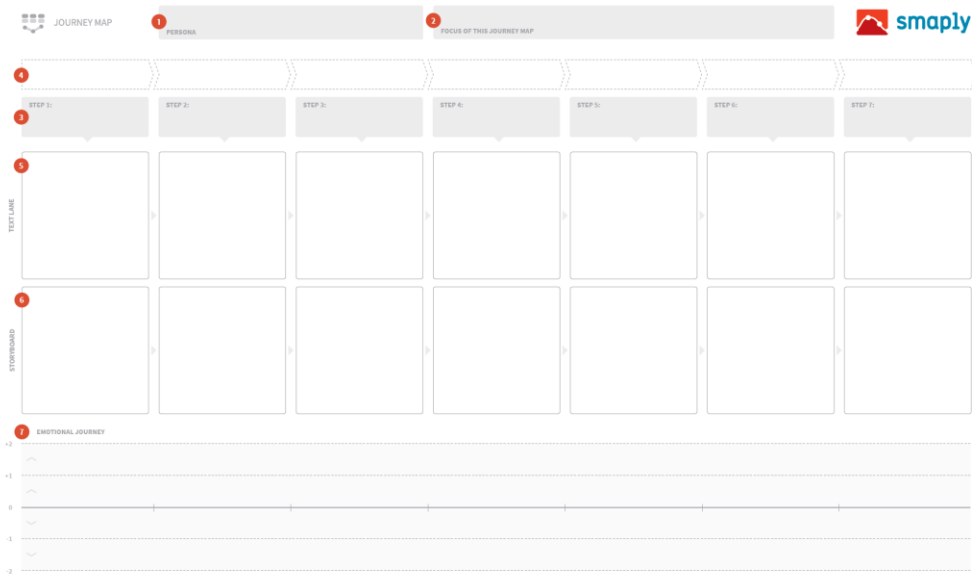 JOURNEY MAP
1
PERSONA
2
FOCUS OF THIS JOURNEY MAP
smaply
4
3
STEP 1:
STEP 2:
STEP 3:
STEP 4:
STEP 5:
STEP 6:
STEP 7:
5
TEXT LANE
6
STORYBOARD
7
EMOTIONAL JOURNEY
+2
+1
0
-1
-2